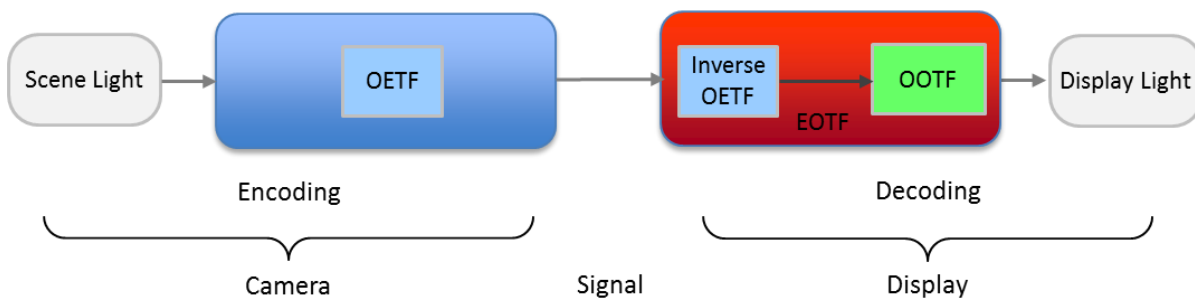 Scene Light
OETF
Inverse
OETF
EOTF
OOTF
Display Light
Encoding
Decoding
Camera
Signal
Display